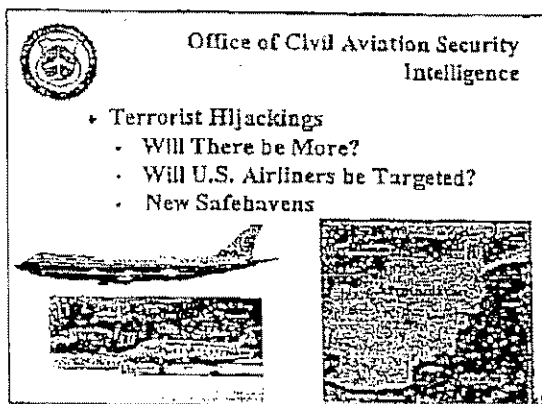 Office of Civil Aviation Security
Intelligence
Terrorist Hijackings
Will There be More?
Will U.S. Airliners be Targeted?
New Safehavens